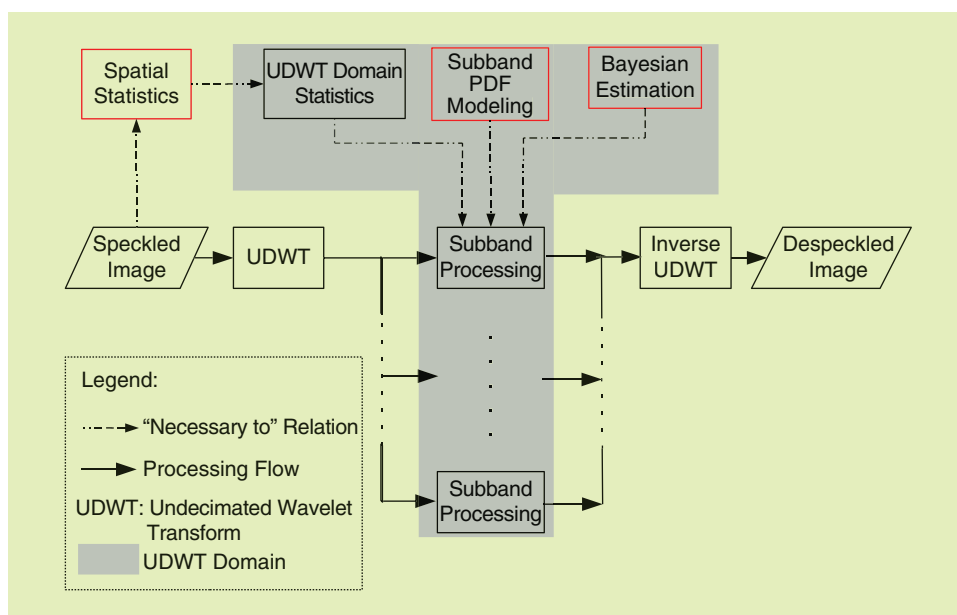 Spatial
Statistics
UDWT Domain
Statistics
Subband
PDF
Modeling
Bayesian
Estimation
Speckled
Image
UDWT
Subband
Processing
Inverse
UDWT
Despeckled
Image
Legend:
“Necessary to” Relation
Processing Flow
UDWT: Undecimated Wavelet
Transform
UDWT Domain
Subband
Processing